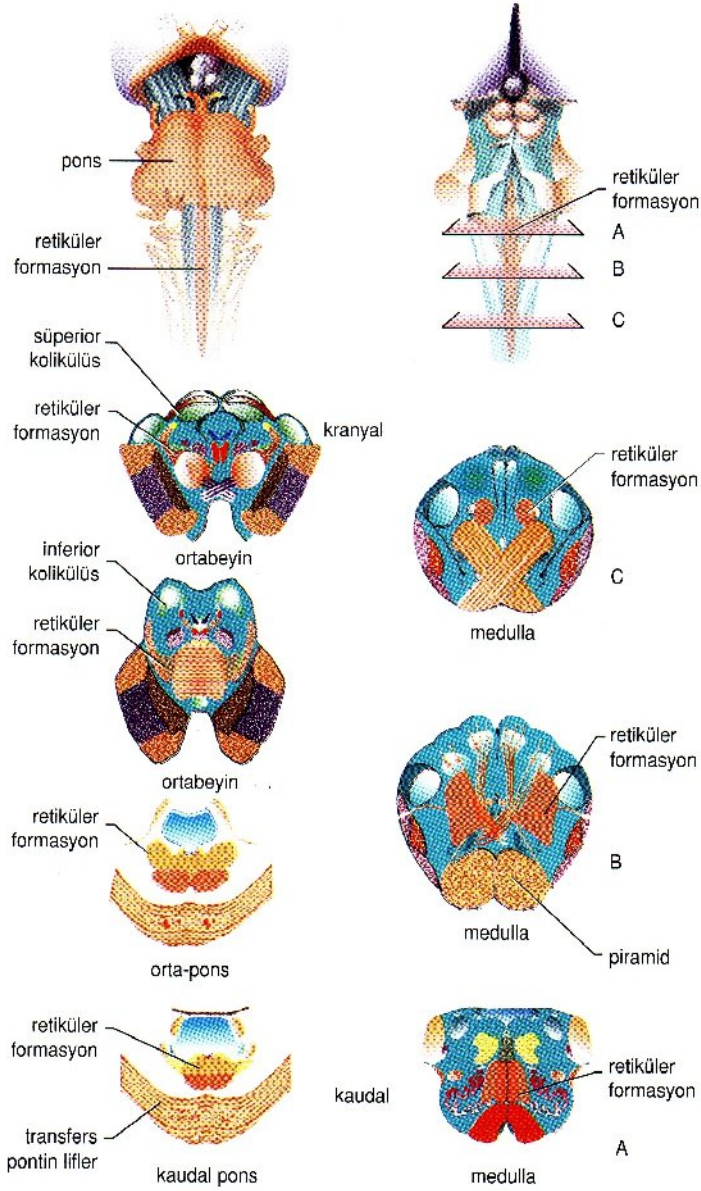 pons
retiküler
formasyon
süperior
kolikülüs
retiküler
formasyon
kranyal
ortabeyin
inferior
kolikülüs
retiküler
formasyon
ortabeyin
retiküler
formasyon
orta-pons
retiküler
formasyon
transfers
pontin lifler
kaudal pons
kaudal
retiküler
formasyon
A
B
C
retiküler
formasyon
C
medulla
retiküler
formasyon
B
medulla
piramid
retiküler
formasyon
A
medulla